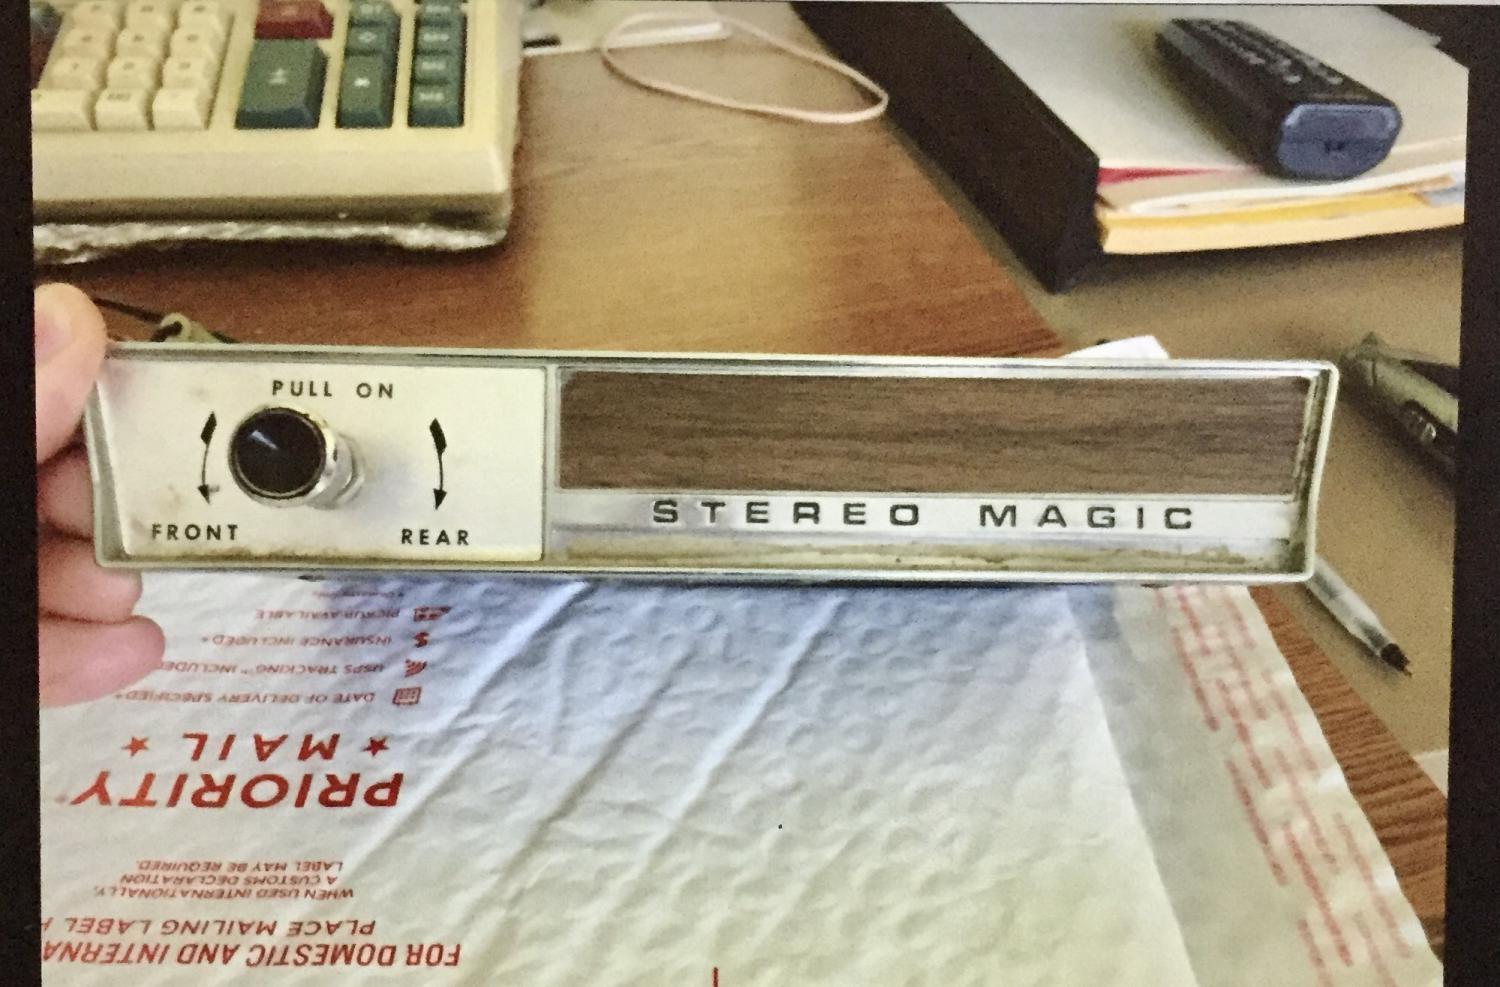 PULL ON
FRONT
REAR
STEREO MAGIC
PICKUP AVAILABLE
INSURANCE INCLUDED*
USPS TRACKING™ INCLUDED
DATE OF DELIVERY SPECIFIED*
PRIORITY
★ MAIL ★
WHEN USED INTERNATIONALLY,
A CUSTOMS DECLARATION
LABEL MAY BE REQUIRED.
PLACE MAILING LABEL
FOR DOMESTIC AND INTERNA